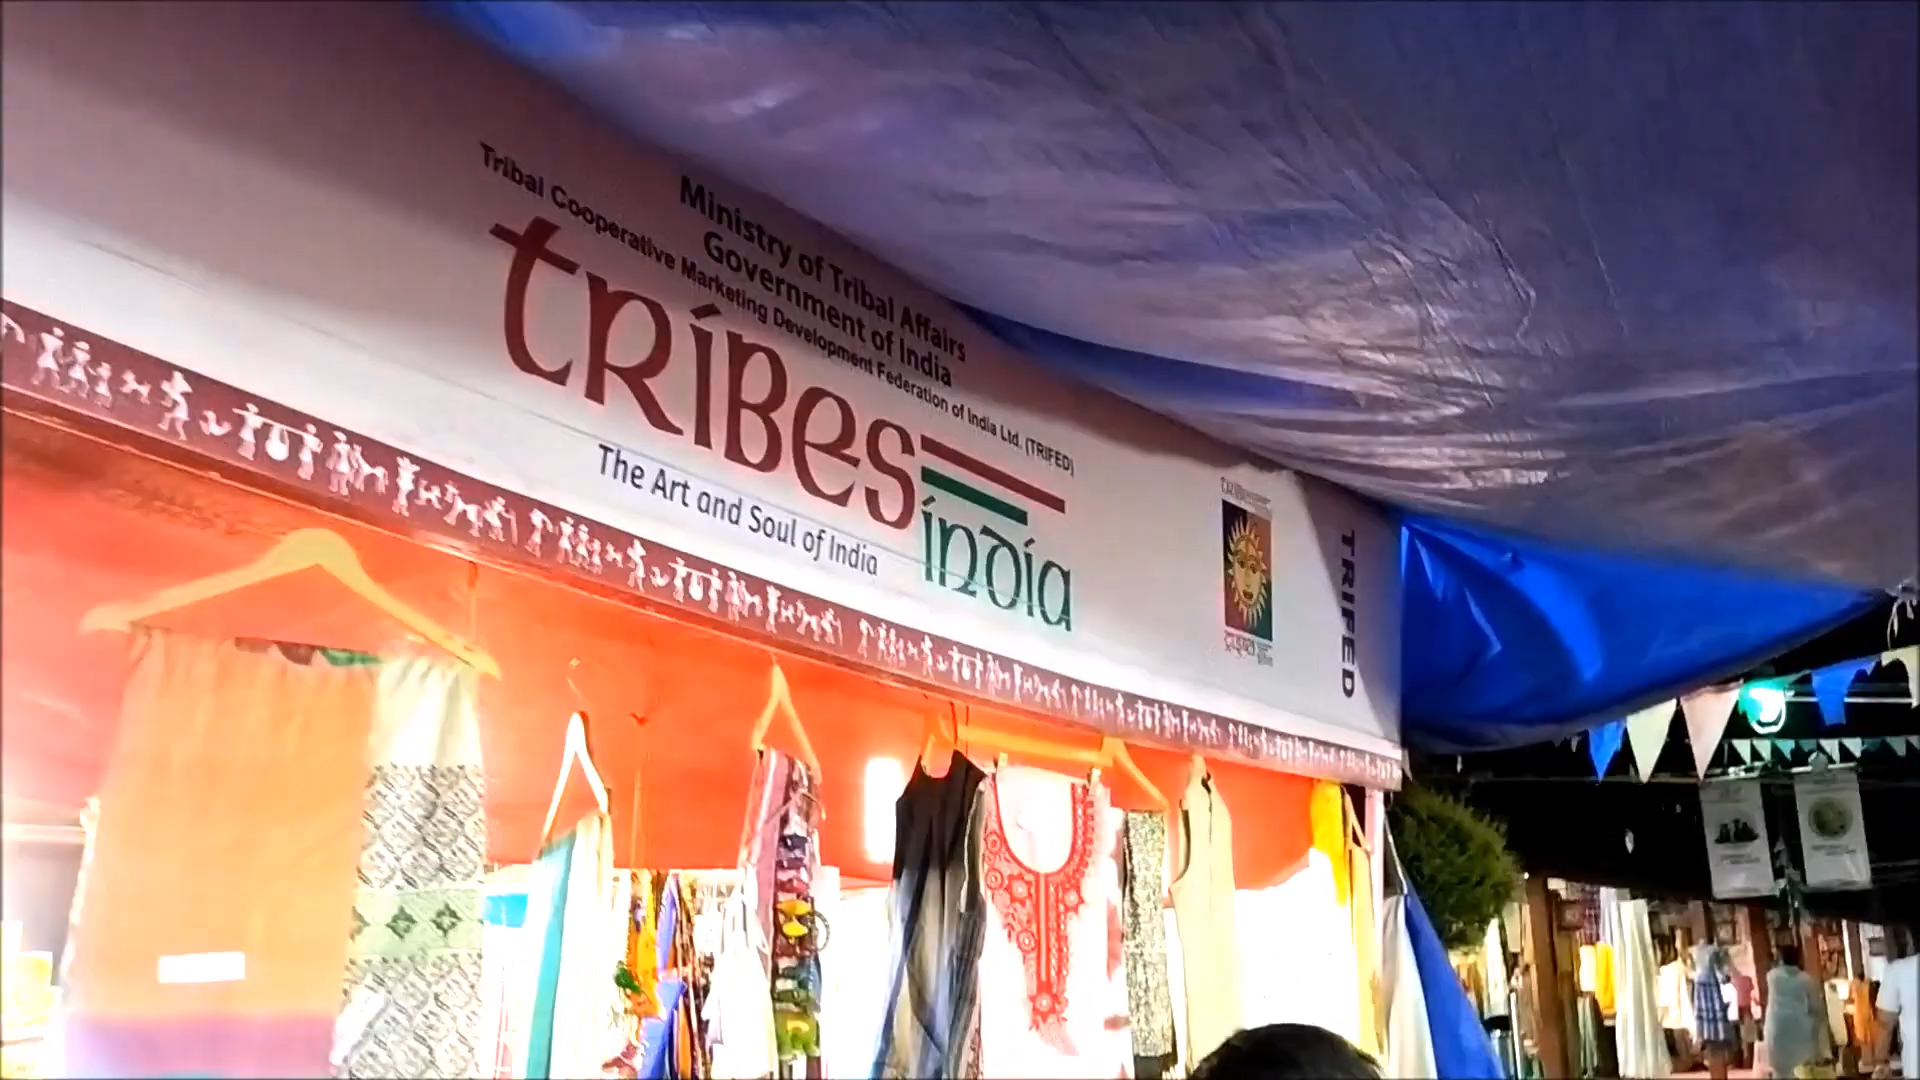 Ministry of Tribal Affairs
Government of India
Tribal Cooperative Marketing Development Federation of India Ltd. (TRIFED)
tribes
india
The Art and Soul of India
TRIFED